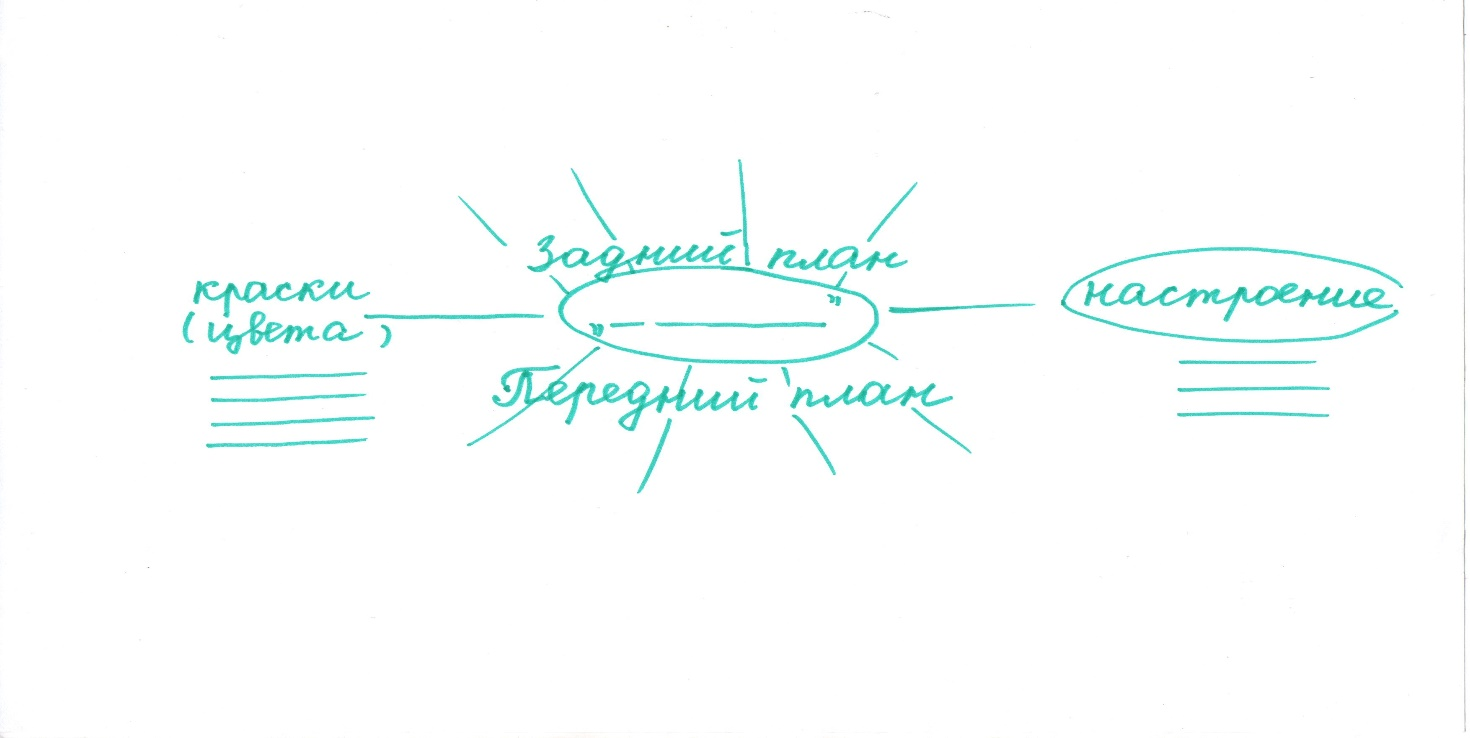 Задний план
краски
(цвета)
„ — ——— "
настроение
Передний план